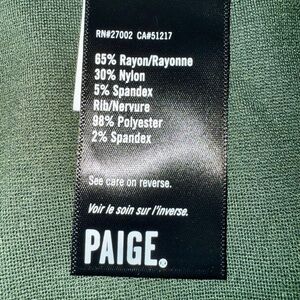 RN#27002 CA#51217
65% Rayon/Rayonne
30% Nylon
5% Spandex
Rib/Nervure
98% Polyester
2% Spandex
See care on reverse.
Voir le soin sur l'inverse.
PAIGE®